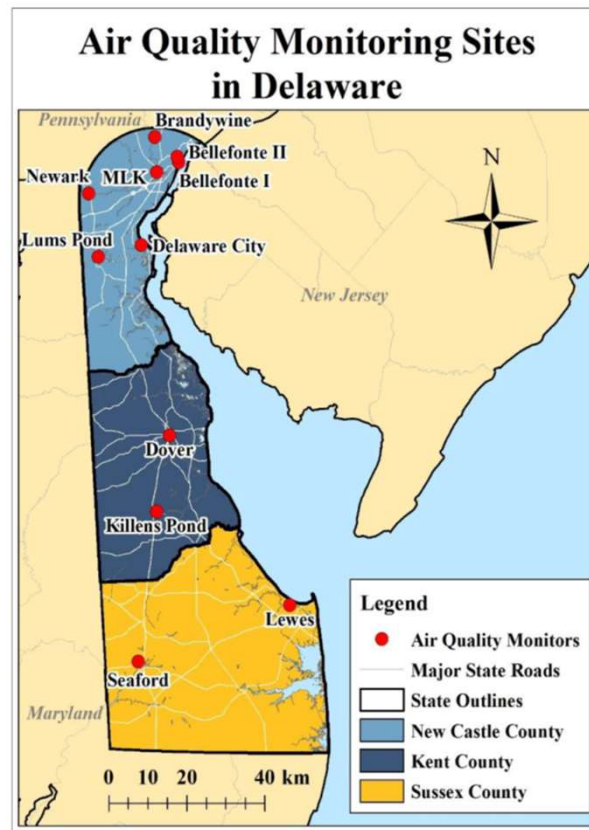 Air Quality Monitoring Sites
in Delaware
Pennsylvania
Brandywine
Bellefonte II
Newark
MLK
Bellefonte I
Lums Pond
Delaware City
N
New Jersey
Dover
Killens Pond
Lewes
Seaford
Maryland
0 10 20 40 km
Legend
Air Quality Monitors
Major State Roads
State Outlines
New Castle County
Kent County
Sussex County